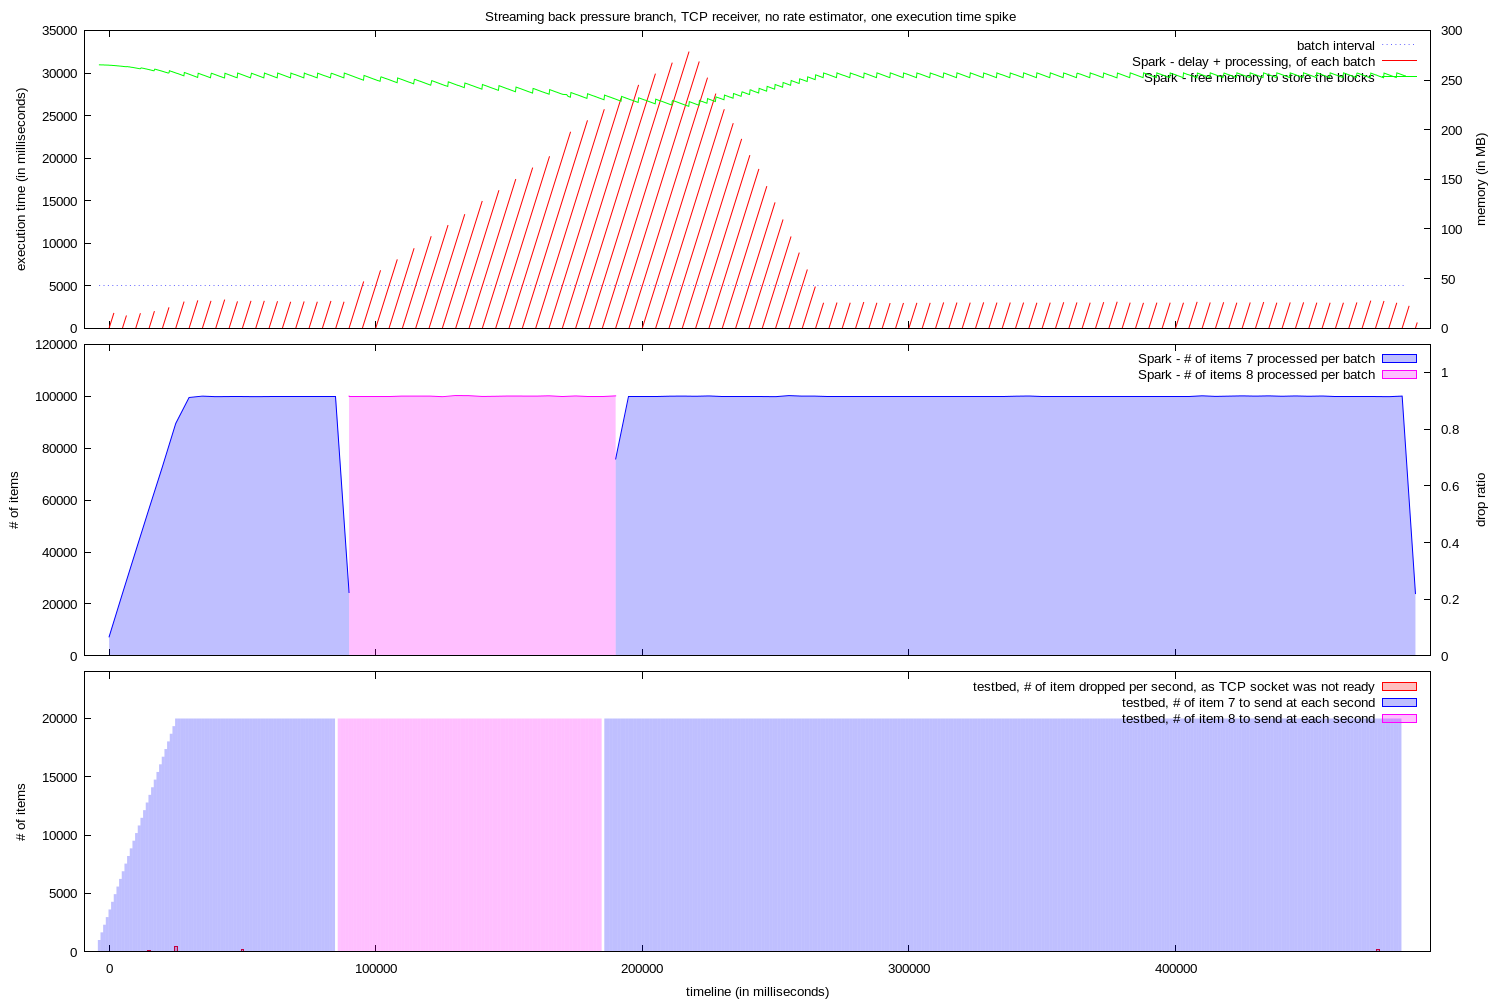 Streaming back pressure branch, TCP receiver, no rate estimator, one execution time spike
execution time (in milliseconds)
35000
30000
25000
20000
15000
10000
5000
0
batch interval
Spark - delay + processing, of each batch
Spark - free memory to store the blocks
300
250
200
150
100
50
0
memory (in MB)
# of items
120000
100000
80000
60000
40000
20000
0
Spark - # of items 7 processed per batch
Spark - # of items 8 processed per batch
1
0.8
0.6
0.4
0.2
0
drop ratio
# of items
20000
15000
10000
5000
0
testbed, # of item dropped per second, as TCP socket was not ready
testbed, # of item 7 to send at each second
testbed, # of item 8 to send at each second
0 100000 200000 300000 400000
timeline (in milliseconds)